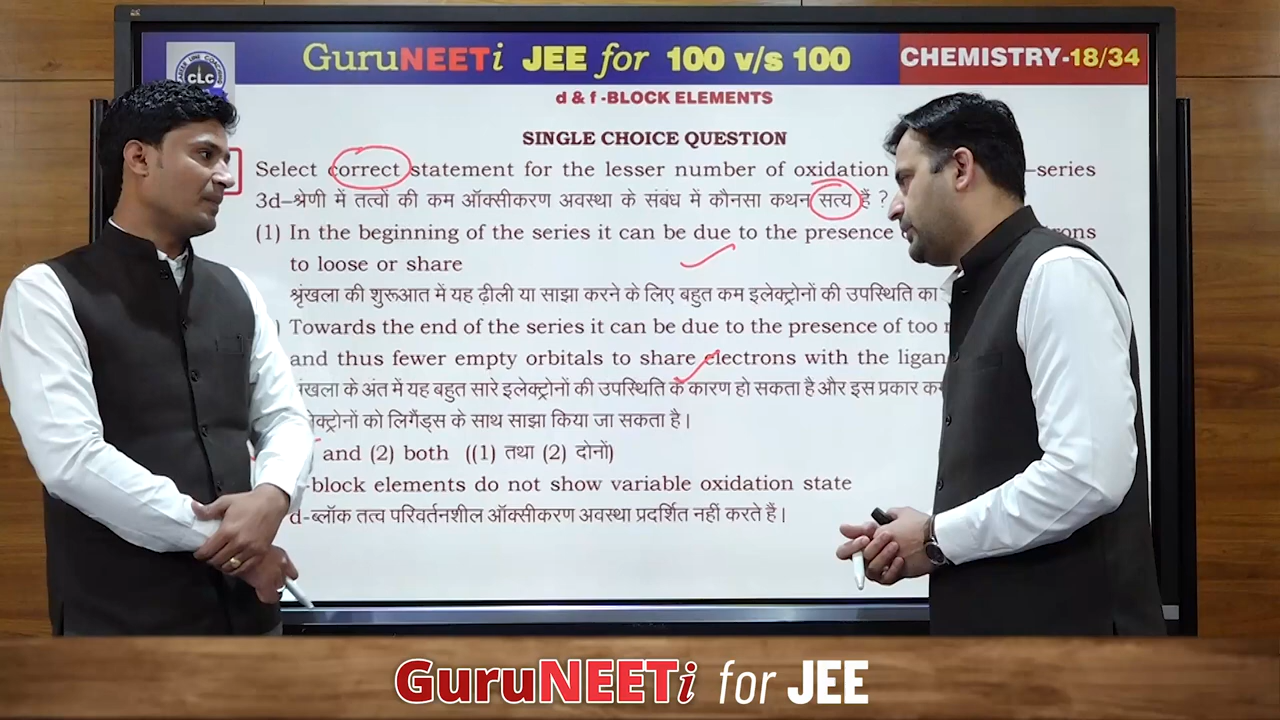 GuruNEETi JEE for 100 v/s 100
CHEMISTRY-18/34
CLC
d & f -BLOCK ELEMENTS
SINGLE CHOICE QUESTION
Select correct statement for the lesser number of oxidation –series
3d–श्रेणी में तत्वों की कम ऑक्सीकरण अवस्था के संबंध में कौनसा कथन सत्य हैं ?
(1) In the beginning of the series it can be due to the presence
to loose or share
श्रृंखला की शुरूआत में यह ढ़ीली या साझा करने के लिए बहुत कम इलेक्ट्रोनों की उपस्थिति का
) Towards the end of the series it can be due to the presence of too
and thus fewer empty orbitals to share electrons with the
के अंत में यह बहुत सारे इलेक्ट्रोनों की उपस्थिति के कारण हो सकता है और इस प्रकार
को लिगैंड्स के साथ साझा किया जा सकता है।
and (2) both ((1) तथा (2) दोनों)
-block elements do not show variable oxidation state
d-ब्लॉक तत्व परिवर्तनशील ऑक्सीकरण अवस्था प्रदर्शित नहीं करते हैं।
GuruNEETi for JEE